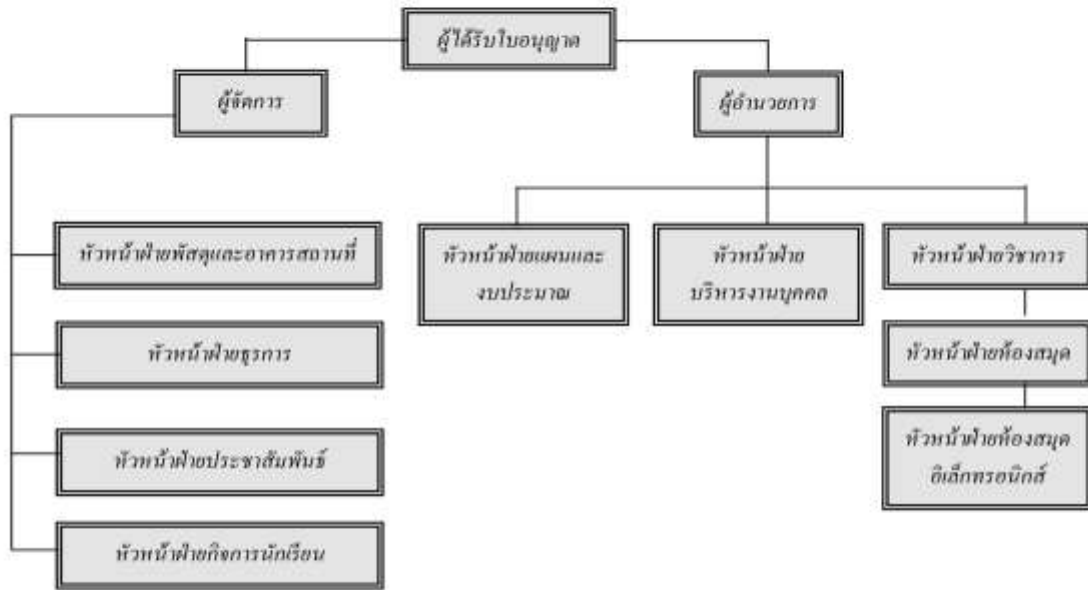 ผู้ได้รับใบอนุญาต
ผู้จัดการ
ผู้อำนวยการ
หัวหน้าฝ่ายพัสดุและอาคารสถานที่
หัวหน้าฝ่ายธุรการ
หัวหน้าฝ่ายประชาสัมพันธ์
หัวหน้าฝ่ายกิจการนักเรียน
หัวหน้าฝ่ายแผนและ
งบประมาณ
หัวหน้าฝ่าย
บริหารงานบุคคล
หัวหน้าฝ่ายวิชาการ
หัวหน้าฝ่ายห้องสมุด
หัวหน้าฝ่ายห้องสมุด
อิเล็กทรอนิกส์